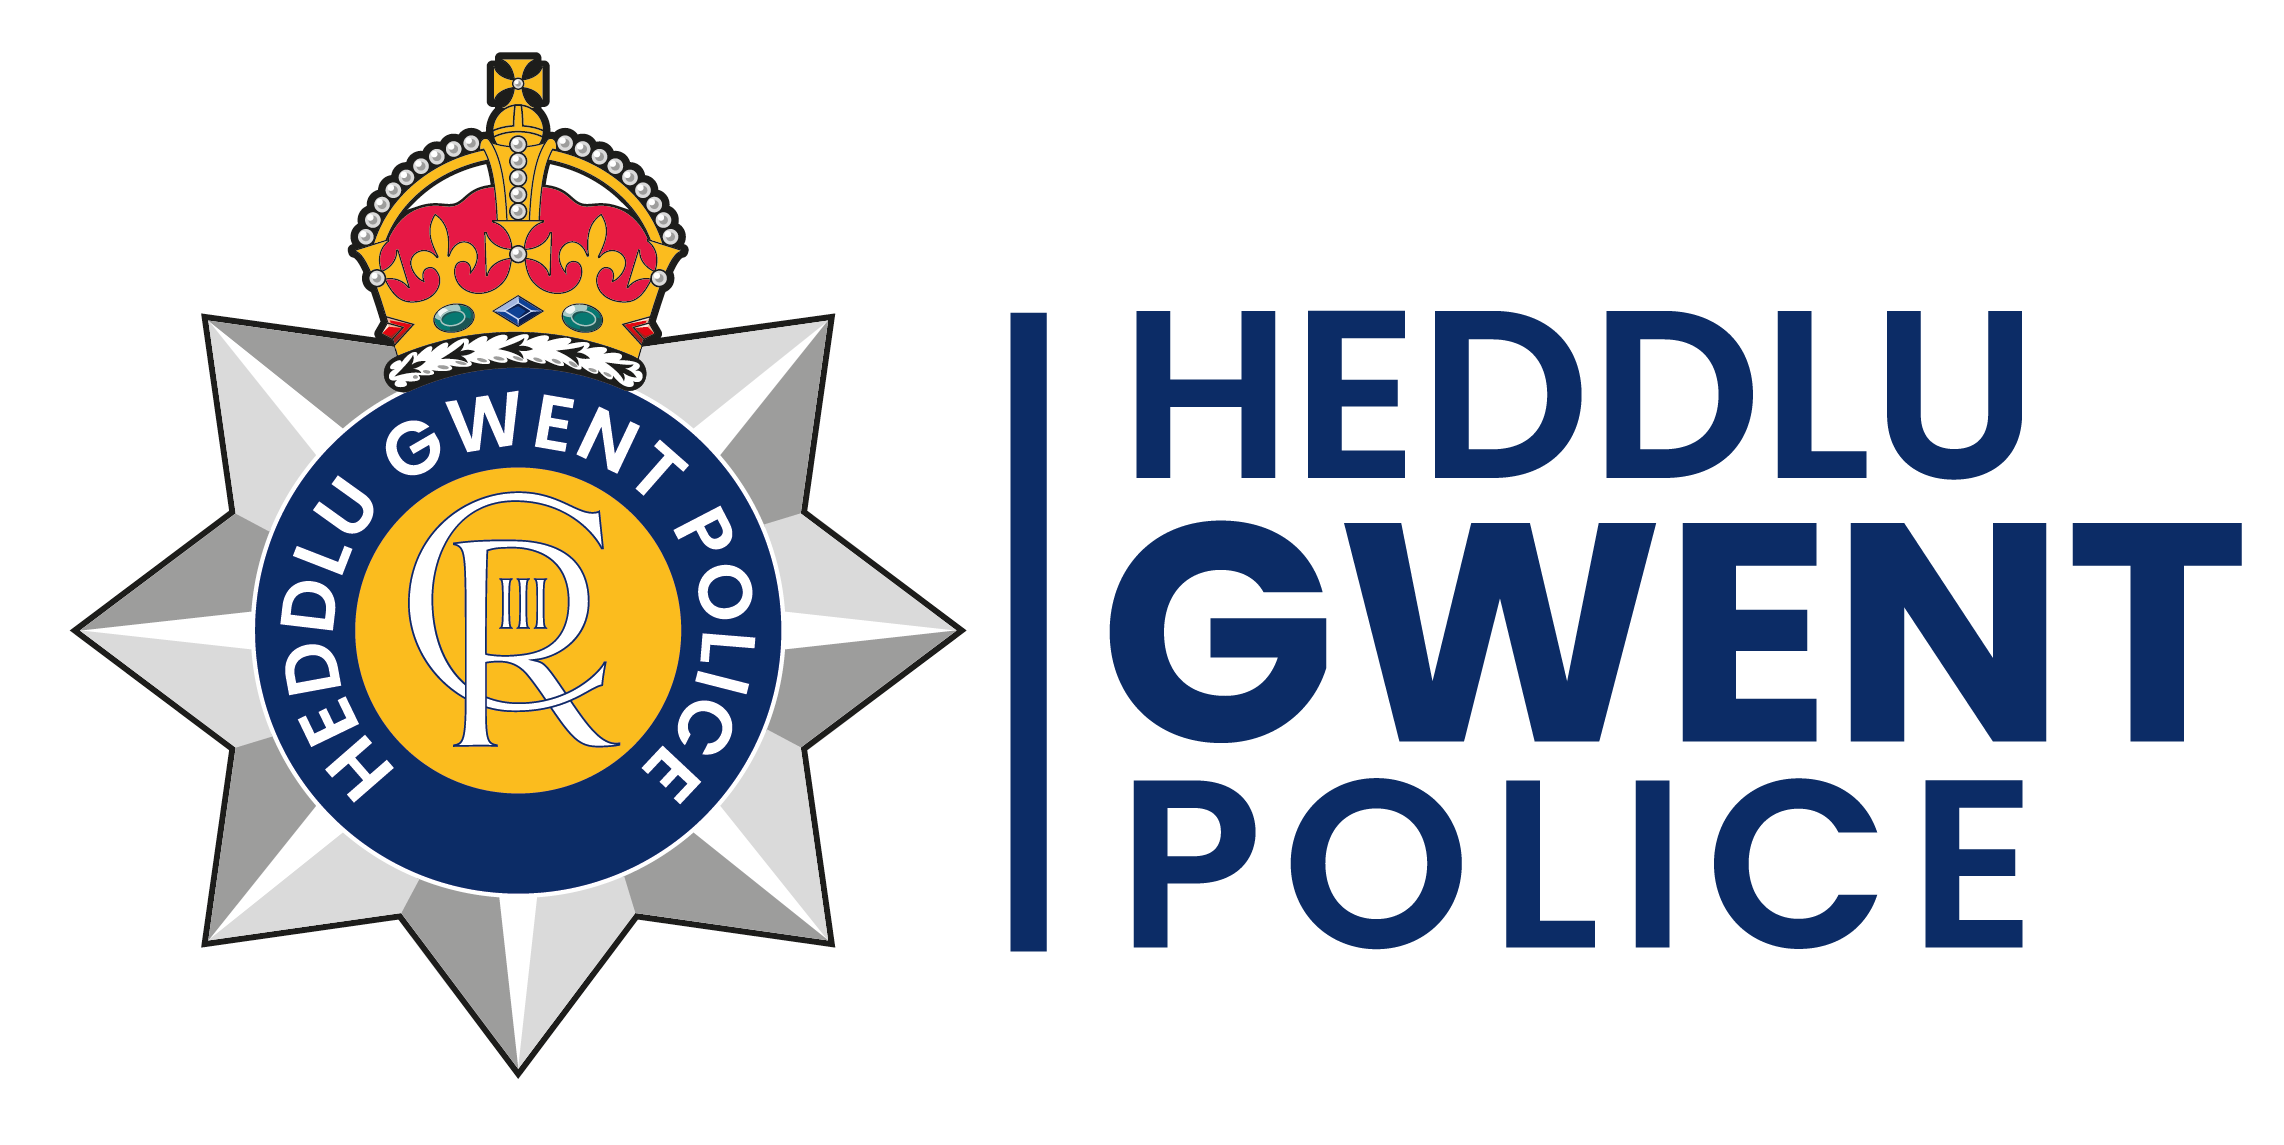 HEDDLU GWENT POLICE
CR III
HEDDLU
GWENT
POLICE